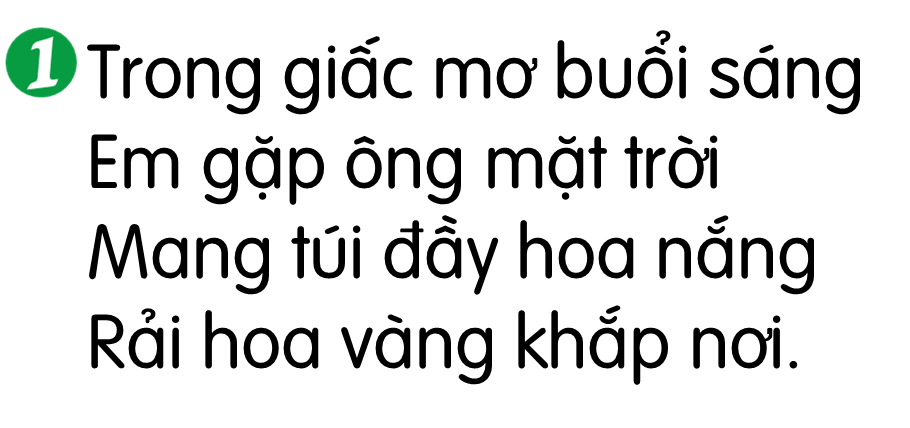 1 Trong giấc mơ buổi sáng
Em gặp ông mặt trời
Mang túi đầy hoa nắng
Rải hoa vàng khắp nơi.